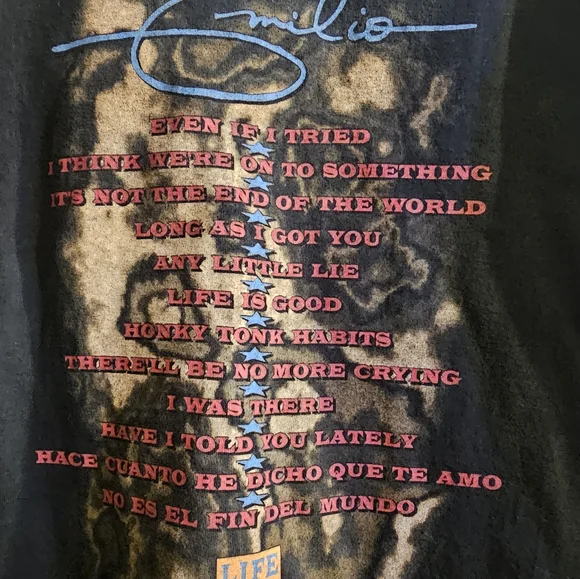 Emilio
EVEN IF I TRIED
I THINK WE'RE ON TO SOMETHING
IT'S NOT THE END OF THE WORLD
LONG AS I GOT YOU
ANY LITTLE LIE
LIFE IS GOOD
HONKY TONK HABITS
THERE'LL BE NO MORE CRYING
I WAS THERE
HAVE I TOLD YOU LATELY
HACE CUANTO HE DICHO QUE TE AMO
NO ES EL FIN DEL MUNDO
LIFE